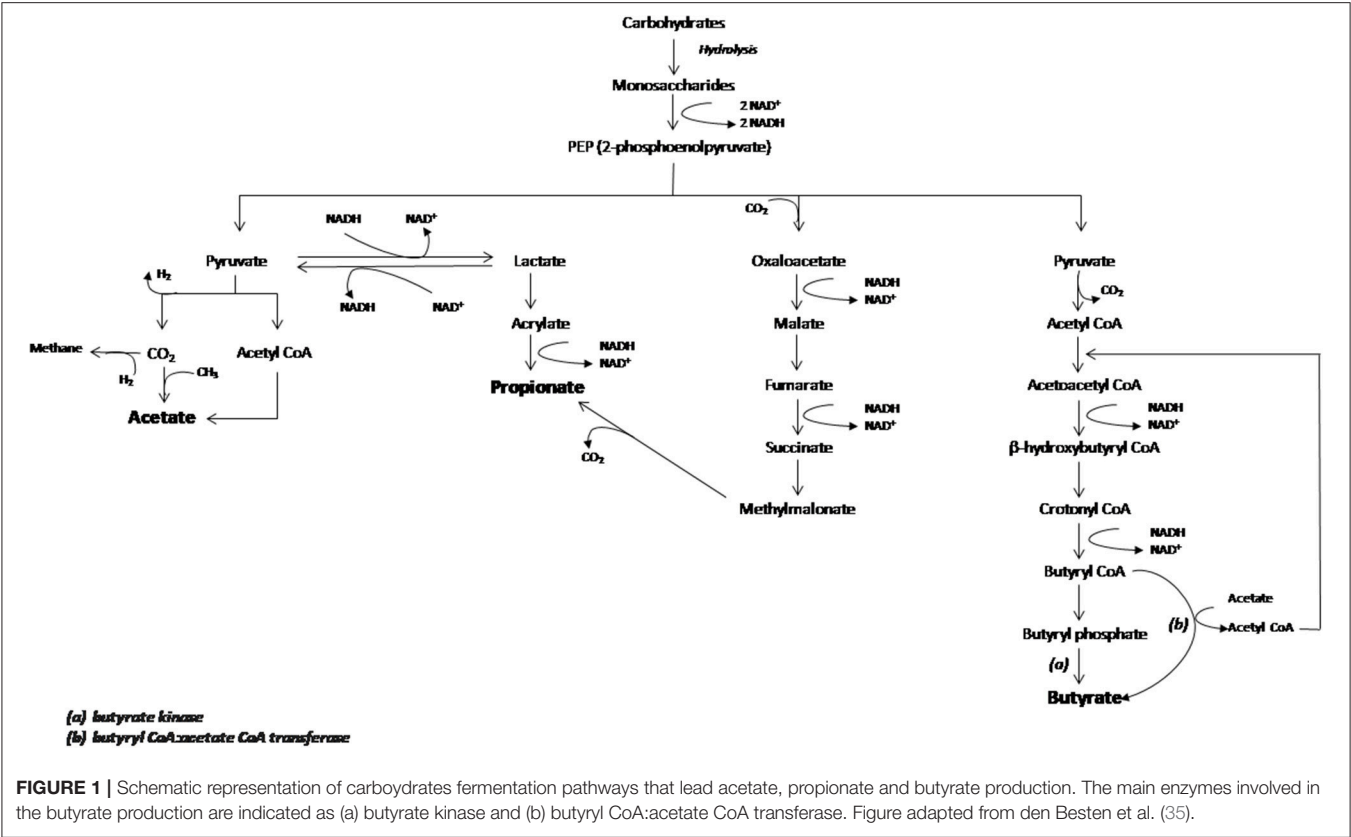 Carbohydrates
Hydrolysis
Monosaccharides
2 NAD⁺
2 NADH
PEP (2-phosphoenolpyruvate)
CO₂
NADH NAD⁺
Pyruvate Lactate Oxaloacetate Pyruvate
H₂
NADH NAD⁺
NADH
NAD⁺
CO₂
Acrylate Malate Acetyl CoA
Methane CO₂ Acetyl CoA
NADH
NAD⁺
H₂ CH₃
Propionate Fumarate Acetoacetyl CoA
Acetate
NADH
NAD⁺
NADH
NAD⁺
CO₂
Succinate β-hydroxybutyryl CoA
Methylmalonate Crotonyl CoA
NADH
NAD⁺
Butyryl CoA
Acetate
(b) Acetyl CoA
Butyryl phosphate
(a)
Butyrate
(a) butyrate kinase
(b) butyryl CoA:acetate CoA transferase
FIGURE 1 | Schematic representation of carboydrates fermentation pathways that lead acetate, propionate and butyrate production. The main enzymes involved in
the butyrate production are indicated as (a) butyrate kinase and (b) butyryl CoA:acetate CoA transferase. Figure adapted from den Besten et al. (35).